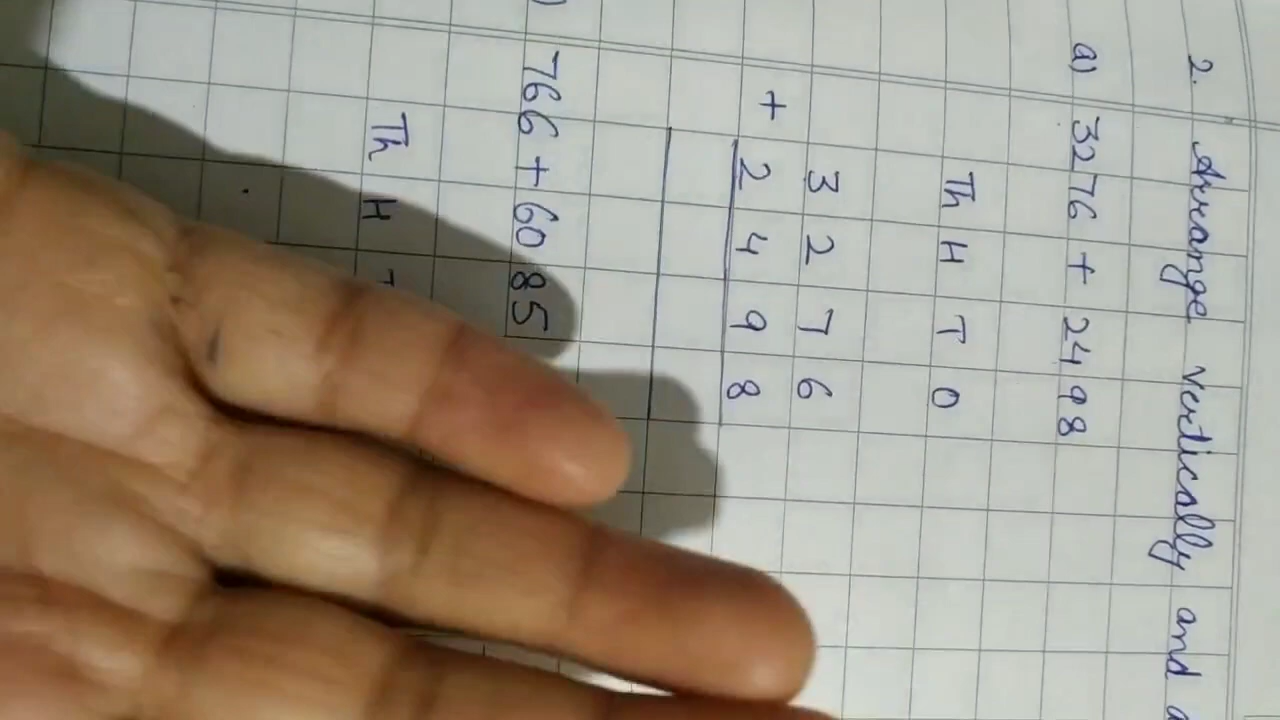 2. Arrange vertically and
a) 3276 + 2498
Th H T O
3 2 7 6
+ 2 4 9 8
) 766 + 6085
Th H T